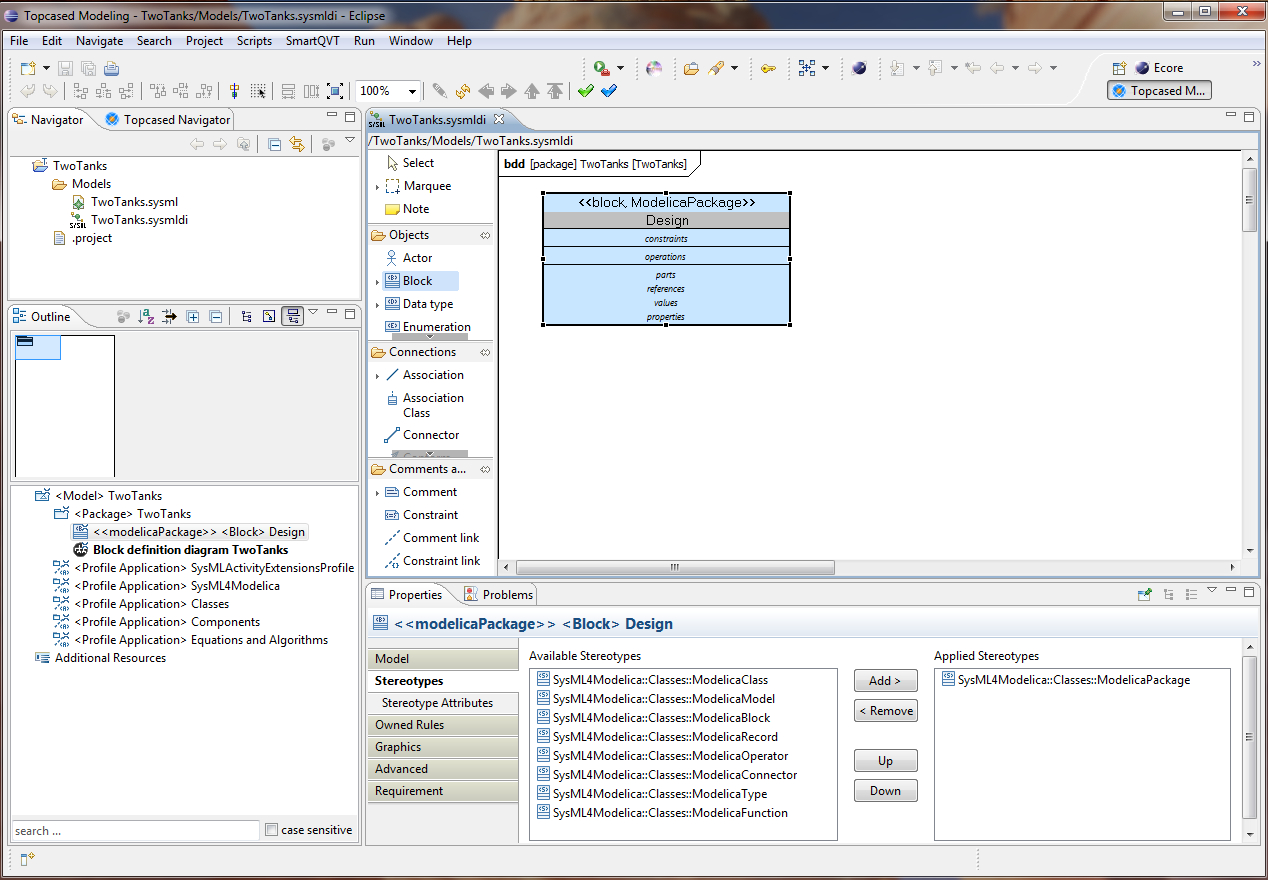 Topcased Modeling - TwoTanks/Models/TwoTanks.sysmldi - Eclipse
File Edit Navigate Search Project Scripts SmartQVT Run Window Help
Ecore
100%
Topcased M...
Navigator
Topcased Navigator
TwoTanks
Models
TwoTanks.sysml
TwoTanks.sysmldi
.project
Outline
<Model> TwoTanks
<Package> TwoTanks
<<modelicaPackage>> <Block> Design
Block definition diagram TwoTanks
<Profile Application> SysMLActivityExtensionsProfile
<Profile Application> SysML4Modelica
<Profile Application> Classes
<Profile Application> Components
<Profile Application> Equations and Algorithms
Additional Resources
search ...
case sensitive
TwoTanks.sysmldi
/TwoTanks/Models/TwoTanks.sysmldi
Select
Marquee
Note
Objects
Actor
Block
Data type
Enumeration
Connections
Association
Association
Class
Connector
Comments a...
Comment
Constraint
Comment link
Constraint link
bdd [package] TwoTanks [TwoTanks]
<<block, ModelicaPackage>>
Design
constraints
operations
parts
references
values
properties
Properties
Problems
<<modelicaPackage>> <Block> Design
Model
Stereotypes
Stereotype Attributes
Owned Rules
Graphics
Advanced
Requirement
Available Stereotypes
SysML4Modelica::Classes::ModelicaClass
SysML4Modelica::Classes::ModelicaModel
SysML4Modelica::Classes::ModelicaBlock
SysML4Modelica::Classes::ModelicaRecord
SysML4Modelica::Classes::ModelicaOperator
SysML4Modelica::Classes::ModelicaConnector
SysML4Modelica::Classes::ModelicaType
SysML4Modelica::Classes::ModelicaFunction
Add >
< Remove
Up
Down
Applied Stereotypes
SysML4Modelica::Classes::ModelicaPackage